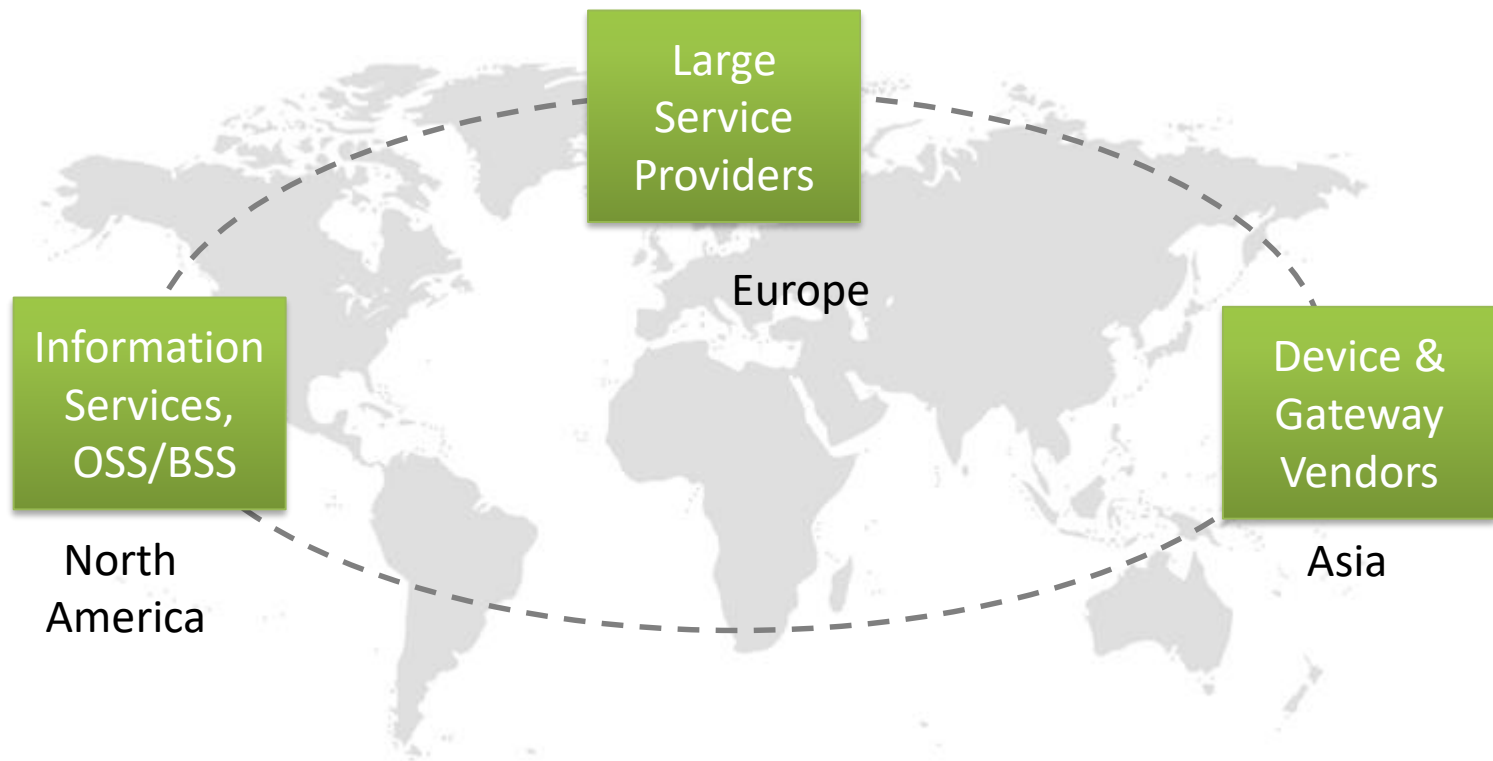 Large
Service
Providers
Europe
Information
Services,
OSS/BSS
North
America
Device &
Gateway
Vendors
Asia